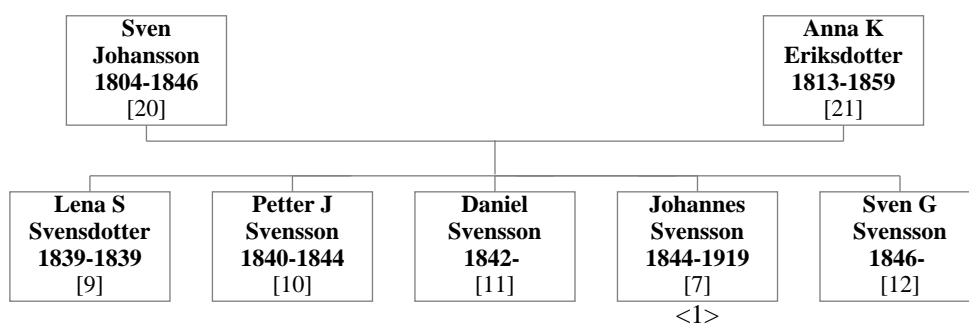 Sven
Johansson
1804-1846
[20]
Anna K
Eriksdotter
1813-1859
[21]
Lena S
Svensdotter
1839-1839
[9]
Petter J
Svensson
1840-1844
[10]
Daniel
Svensson
1842-
[11]
Johannes
Svensson
1844-1919
[7]
<1>
Sven G
Svensson
1846-
[12]